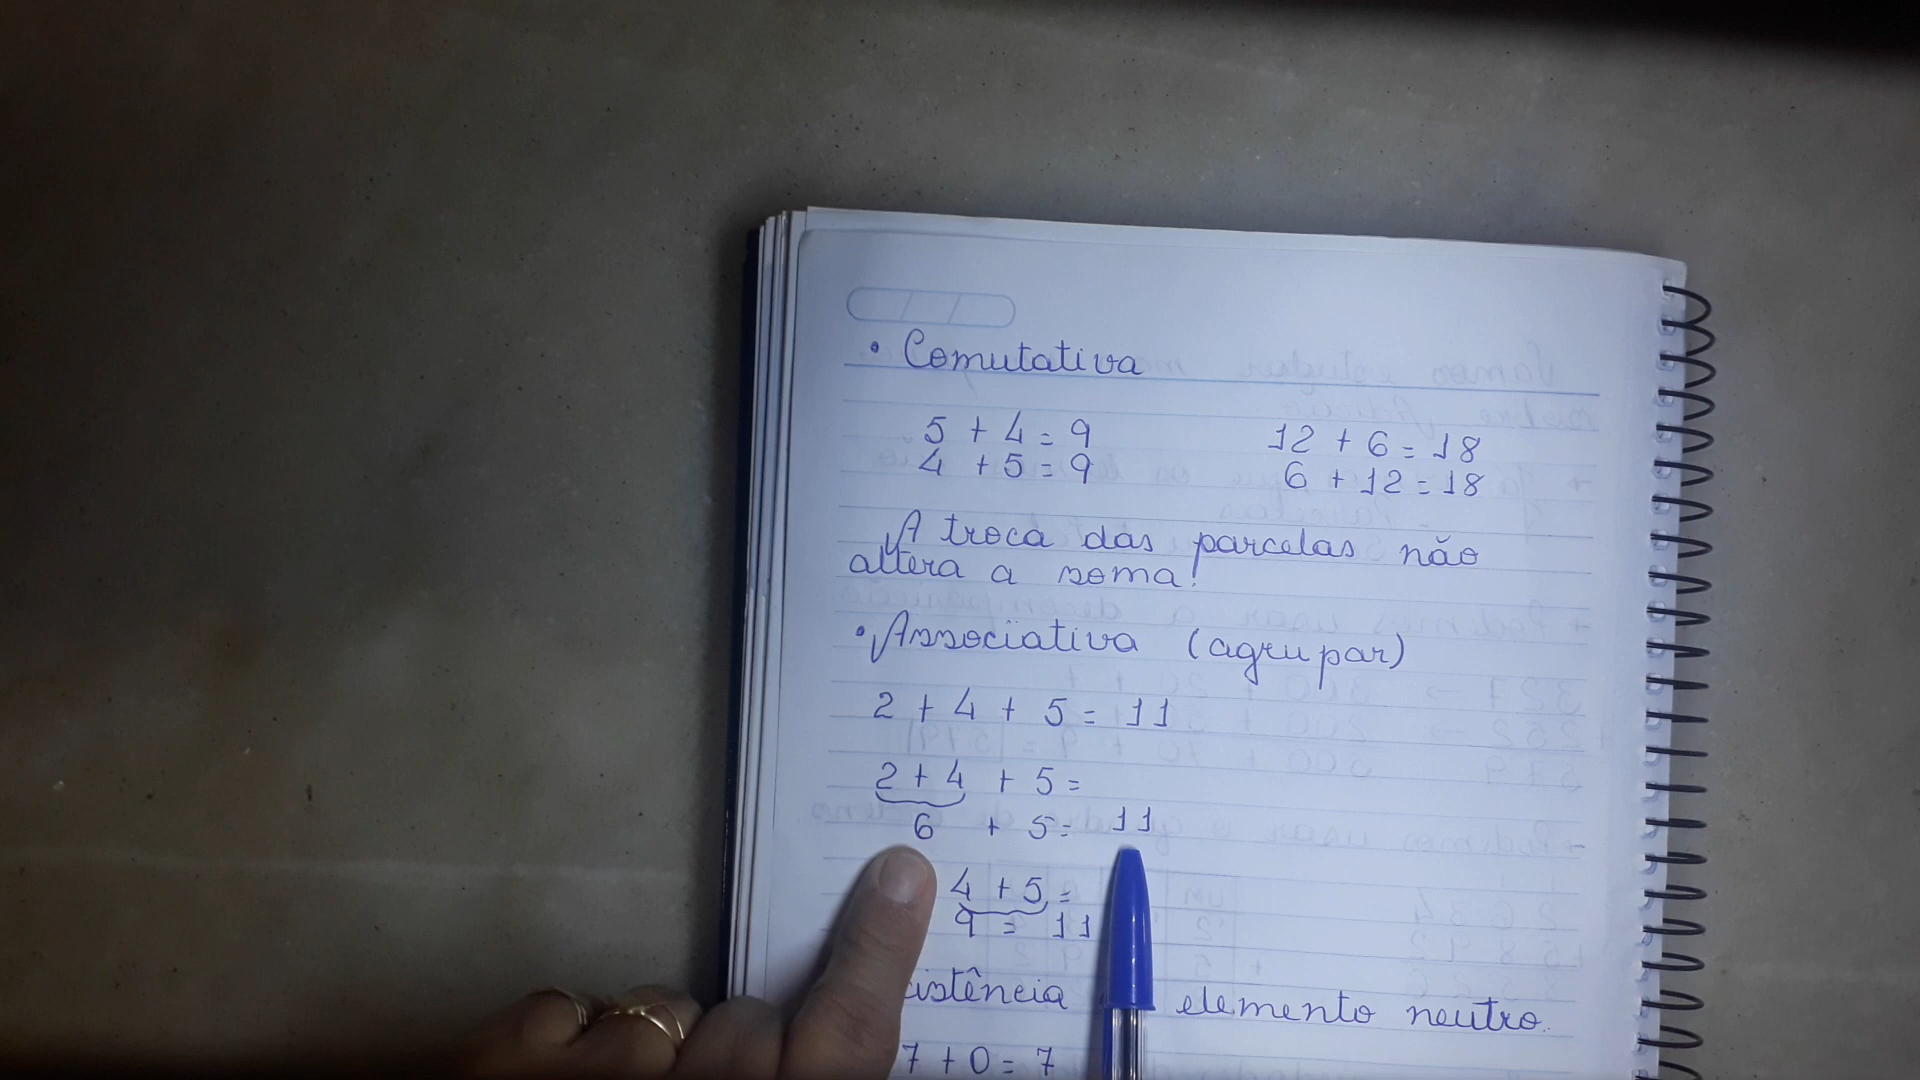 • Comutativa
5 + 4 = 9 12 + 6 = 18
4 + 5 = 9 6 + 12 = 18
A troca das parcelas não
altera a soma!
• Associativa (agrupar)
2 + 4 + 5 = 11
2 + 4 + 5 =
6 + 5 = 11
4 + 5 =
9 = 11
elemento neutro.
7 + 0 = 7